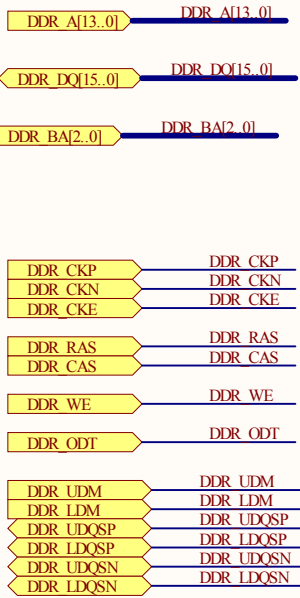 DDR_A[13..0] DDR_A[13..0]
DDR_DQ[15..0] DDR_DQ[15..0]
DDR_BA[2..0] DDR_BA[2..0]
DDR_CKP DDR_CKP
DDR_CKN DDR_CKN
DDR_CKE DDR_CKE
DDR_RAS DDR_RAS
DDR_CAS DDR_CAS
DDR_WE DDR_WE
DDR_ODT DDR_ODT
DDR_UDM DDR_UDM
DDR_LDM DDR_LDM
DDR_UDQSP DDR_UDQSP
DDR_LDQSP DDR_LDQSP
DDR_UDQSN DDR_UDQSN
DDR_LDQSN DDR_LDQSN